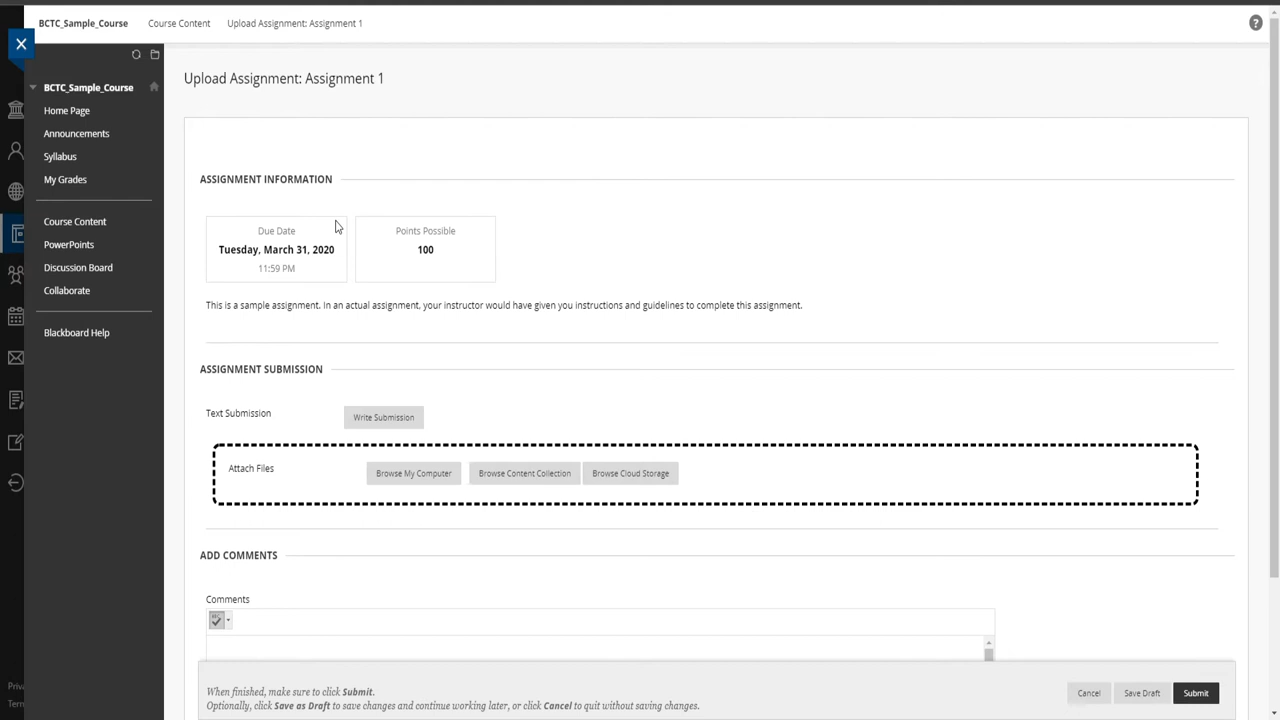 BCTC_Sample_Course Course Content Upload Assignment: Assignment 1
BCTC_Sample_Course
Home Page
Announcements
Syllabus
My Grades
Course Content
PowerPoints
Discussion Board
Collaborate
Blackboard Help
Upload Assignment: Assignment 1
ASSIGNMENT INFORMATION
Due Date
Tuesday, March 31, 2020
11:59 PM
Points Possible
100
This is a sample assignment. In an actual assignment, your instructor would have given you instructions and guidelines to complete this assignment.
ASSIGNMENT SUBMISSION
Text Submission Write Submission
Attach Files Browse My Computer Browse Content Collection Browse Cloud Storage
ADD COMMENTS
Comments
When finished, make sure to click Submit.
Optionally, click Save as Draft to save changes and continue working later, or click Cancel to quit without saving changes.
Cancel Save Draft Submit